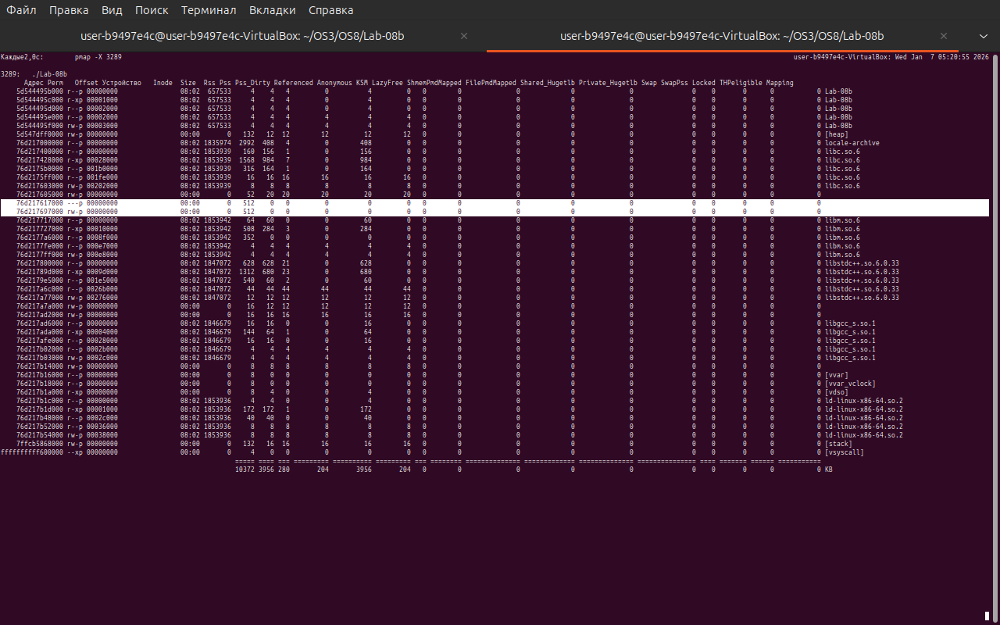 Файл Правка Вид Поиск Терминал Вкладки Справка
user-b9497e4c@user-b9497e4c-VirtualBox: ~/OS3/OS8/Lab-08b × user-b9497e4c@user-b9497e4c-VirtualBox: ~/OS3/OS8/Lab-08b ×
Каждые2,0с: pmap -X 3289 user-b9497e4c-VirtualBox: Wed Jan 7 05:20:55 2026
3289: ./Lab-08b
Адрес Perm Offset Устройство Inode Size Rss Pss Pss_Dirty Referenced Anonymous KSM LazyFree ShmemPmdMapped FilePmdMapped Shared_Hugetlb Private_Hugetlb Swap SwapPss Locked THPeligible Mapping
5d544495b000 r--p 00000000 08:02 657533 4 4 4 0 4 0 0 0 0 0 0 0 0 0 0 Lab-08b
5d544495c000 r-xp 00001000 08:02 657533 4 4 4 0 4 0 0 0 0 0 0 0 0 0 0 Lab-08b
5d544495d000 r--p 00002000 08:02 657533 4 4 4 0 4 0 0 0 0 0 0 0 0 0 0 Lab-08b
5d544495e000 r--p 00002000 08:02 657533 4 4 4 4 4 4 0 0 0 0 0 0 0 0 0 Lab-08b
5d544495f000 rw-p 00003000 08:02 657533 4 4 4 4 4 4 0 0 0 0 0 0 0 0 0 Lab-08b
5d547dff0000 rw-p 00000000 00:00 0 132 12 12 12 12 12 0 0 0 0 0 0 0 0 0 [heap]
76d217000000 r--p 00000000 08:02 1835974 2992 408 4 0 408 0 0 0 0 0 0 0 0 0 0 locale-archive
76d217400000 r--p 00000000 08:02 1853939 160 156 1 0 156 0 0 0 0 0 0 0 0 0 0 libc.so.6
76d217428000 r-xp 00028000 08:02 1853939 1568 984 7 0 984 0 0 0 0 0 0 0 0 0 0 libc.so.6
76d2175b0000 r--p 001b0000 08:02 1853939 316 164 1 0 164 0 0 0 0 0 0 0 0 0 0 libc.so.6
76d2175ff000 r--p 001fe000 08:02 1853939 16 16 16 16 16 16 0 0 0 0 0 0 0 0 0 libc.so.6
76d217603000 rw-p 00202000 08:02 1853939 8 8 8 8 8 8 0 0 0 0 0 0 0 0 0 libc.so.6
76d217605000 rw-p 00000000 00:00 0 52 20 20 20 20 20 0 0 0 0 0 0 0 0 0
76d217617000 ---p 00000000 00:00 0 512 0 0 0 0 0 0 0 0 0 0 0 0 0 0
76d217697000 rw-p 00000000 00:00 0 512 0 0 0 0 0 0 0 0 0 0 0 0 0 0
76d217717000 r--p 00000000 08:02 1853942 64 60 0 0 60 0 0 0 0 0 0 0 0 0 0 libm.so.6
76d217727000 r-xp 00010000 08:02 1853942 508 284 3 0 284 0 0 0 0 0 0 0 0 0 0 libm.so.6
76d2177a6000 r--p 0008f000 08:02 1853942 352 0 0 0 0 0 0 0 0 0 0 0 0 0 0 libm.so.6
76d2177fe000 r--p 000e7000 08:02 1853942 4 4 4 4 4 4 0 0 0 0 0 0 0 0 0 libm.so.6
76d2177ff000 rw-p 000e8000 08:02 1853942 4 4 4 4 4 4 0 0 0 0 0 0 0 0 0 libm.so.6
76d217800000 r--p 00000000 08:02 1847072 628 628 21 0 628 0 0 0 0 0 0 0 0 0 0 libstdc++.so.6.0.33
76d21789d000 r-xp 0009d000 08:02 1847072 1312 680 23 0 680 0 0 0 0 0 0 0 0 0 0 libstdc++.so.6.0.33
76d2179e5000 r--p 001e5000 08:02 1847072 540 60 2 0 60 0 0 0 0 0 0 0 0 0 0 libstdc++.so.6.0.33
76d217a6c000 r--p 0026b000 08:02 1847072 44 44 44 44 44 44 0 0 0 0 0 0 0 0 0 libstdc++.so.6.0.33
76d217a77000 rw-p 00276000 08:02 1847072 12 12 12 12 12 12 0 0 0 0 0 0 0 0 0 libstdc++.so.6.0.33
76d217a7a000 rw-p 00000000 00:00 0 16 12 12 12 12 12 0 0 0 0 0 0 0 0 0
76d217ad2000 rw-p 00000000 00:00 0 16 16 16 16 16 16 0 0 0 0 0 0 0 0 0
76d217ad6000 r--p 00000000 08:02 1846679 16 16 0 0 16 0 0 0 0 0 0 0 0 0 0 libgcc_s.so.1
76d217ada000 r-xp 00004000 08:02 1846679 144 64 1 0 64 0 0 0 0 0 0 0 0 0 0 libgcc_s.so.1
76d217afe000 r--p 00028000 08:02 1846679 16 16 0 0 16 0 0 0 0 0 0 0 0 0 0 libgcc_s.so.1
76d217b02000 r--p 0002b000 08:02 1846679 4 4 4 4 4 4 0 0 0 0 0 0 0 0 0 libgcc_s.so.1
76d217b03000 rw-p 0002c000 08:02 1846679 4 4 4 4 4 4 0 0 0 0 0 0 0 0 0 libgcc_s.so.1
76d217b14000 rw-p 00000000 00:00 0 8 8 8 8 8 8 0 0 0 0 0 0 0 0 0
76d217b16000 r--p 00000000 00:00 0 8 0 0 0 0 0 0 0 0 0 0 0 0 0 0 [vvar]
76d217b18000 r--p 00000000 00:00 0 8 0 0 0 0 0 0 0 0 0 0 0 0 0 0 [vvar_vclock]
76d217b1a000 r-xp 00000000 00:00 0 8 4 0 0 4 0 0 0 0 0 0 0 0 0 0 [vdso]
76d217b1c000 r--p 00000000 08:02 1853936 4 4 0 0 4 0 0 0 0 0 0 0 0 0 0 ld-linux-x86-64.so.2
76d217b1d000 r-xp 00001000 08:02 1853936 172 172 1 0 172 0 0 0 0 0 0 0 0 0 0 ld-linux-x86-64.so.2
76d217b48000 r--p 0002c000 08:02 1853936 40 40 0 0 40 0 0 0 0 0 0 0 0 0 0 ld-linux-x86-64.so.2
76d217b52000 r--p 00036000 08:02 1853936 8 8 8 8 8 8 0 0 0 0 0 0 0 0 0 ld-linux-x86-64.so.2
76d217b54000 rw-p 00038000 08:02 1853936 8 8 8 8 8 8 0 0 0 0 0 0 0 0 0 ld-linux-x86-64.so.2
7ffcb5868000 rw-p 00000000 00:00 0 132 16 16 16 16 16 0 0 0 0 0 0 0 0 0 [stack]
ffffffffff600000 --xp 00000000 00:00 0 4 0 0 0 0 0 0 0 0 0 0 0 0 0 0 [vsyscall]
===== ==== === ========= ========== ========= === ======== ============== ============= ============== =============== ==== ======= ====== ===========
10372 3956 280 204 3956 204 0 0 0 0 0 0 0 0 0 KB